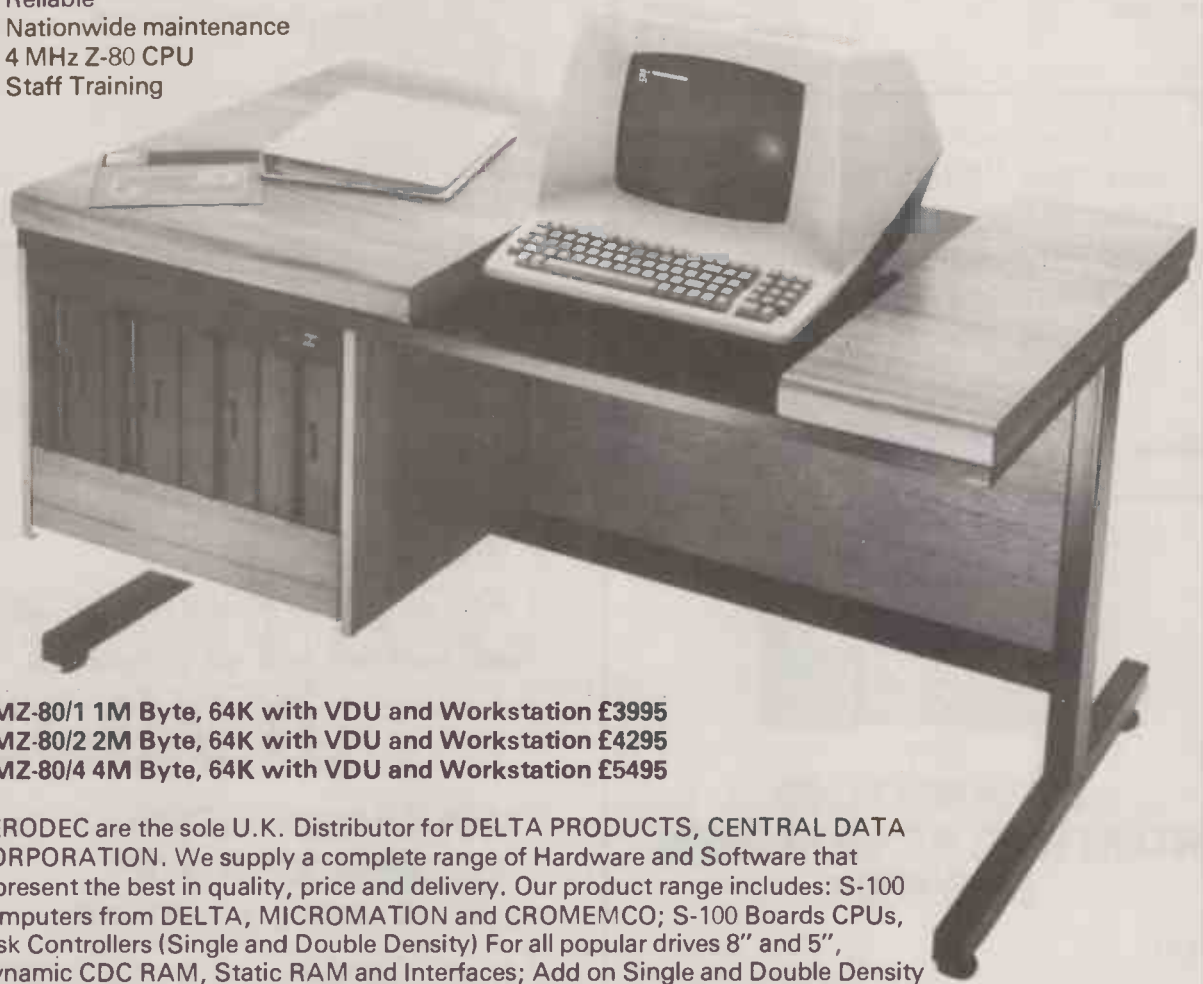 Reliable
Nationwide maintenance
4 MHz Z-80 CPU
Staff Training
MZ-80/1 1M Byte, 64K with VDU and Workstation £3995
MZ-80/2 2M Byte, 64K with VDU and Workstation £4295
MZ-80/4 4M Byte, 64K with VDU and Workstation £5495
ERODEC are the sole U.K. Distributor for DELTA PRODUCTS, CENTRAL DATA
ORPORATION. We supply a complete range of Hardware and Software that
present the best in quality, price and delivery. Our product range includes: S-100
mputers from DELTA, MICROMATION and CROMEMCO; S-100 Boards CPUs,
sk Controllers (Single and Double Density) For all popular drives 8" and 5",
ynamic CDC RAM, Static RAM and Interfaces; Add on Single and Double Density